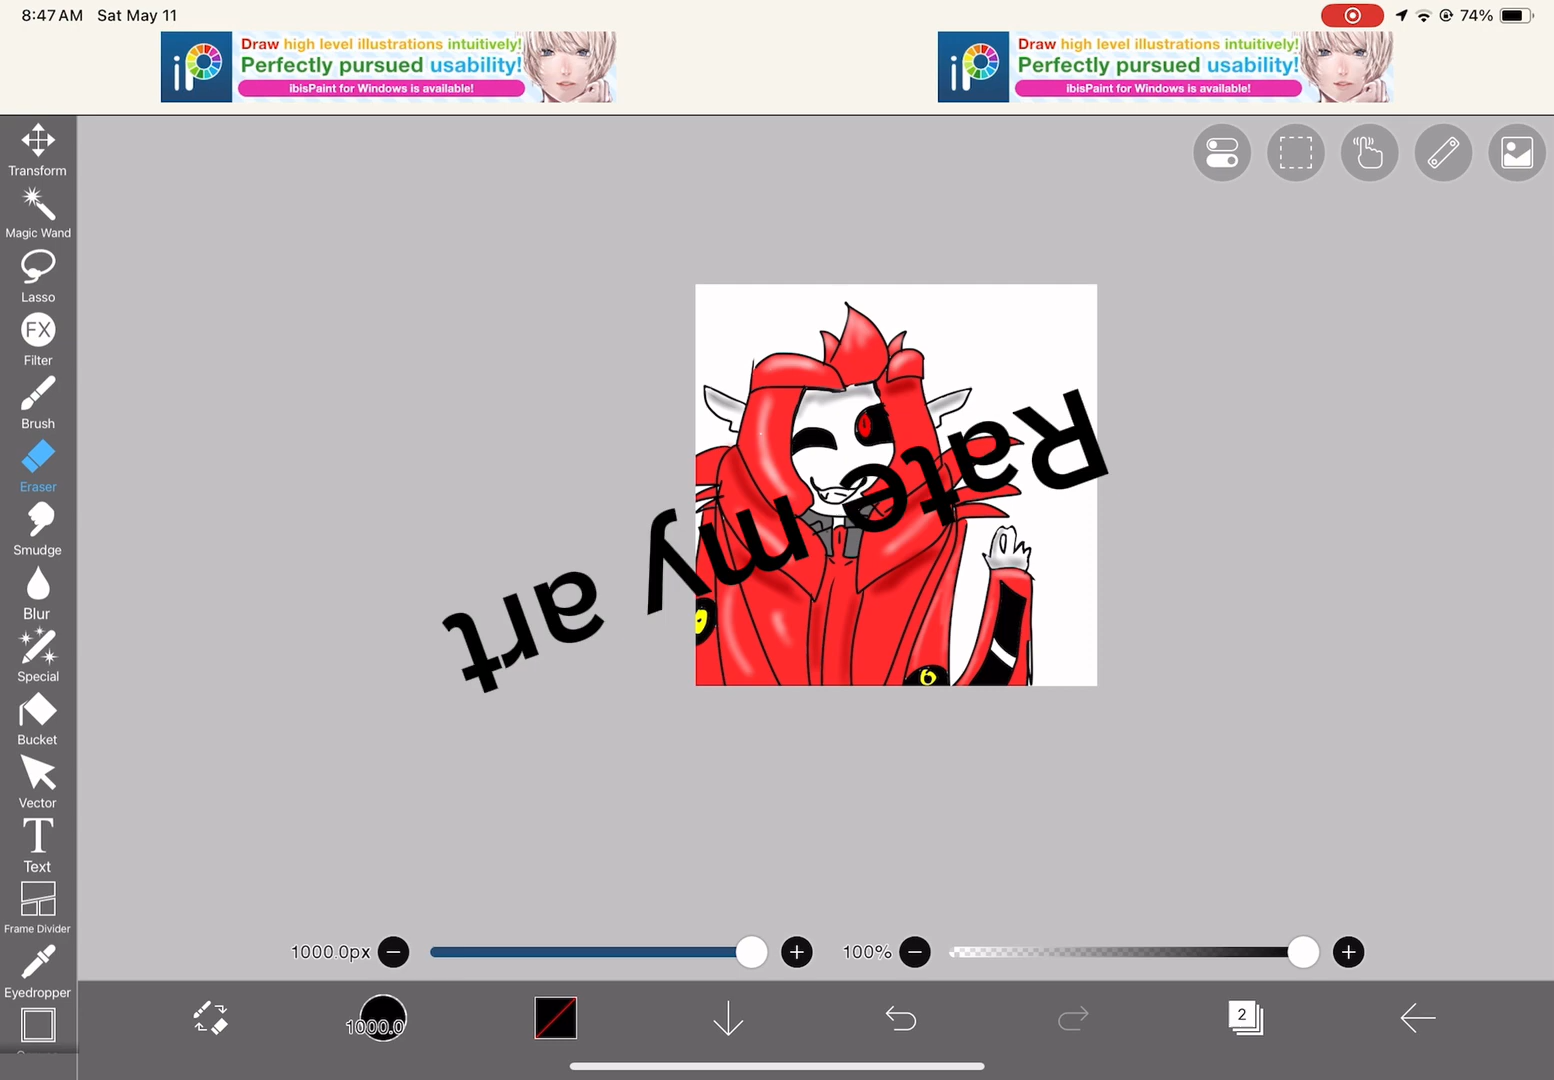 8:47 AM Sat May 11
74%
iP
Draw high level illustrations intuitively!
Perfectly pursued usability!
ibisPaint for Windows is available!
iP
Draw high level illustrations intuitively!
Perfectly pursued usability!
ibisPaint for Windows is available!
Transform
Magic Wand
Lasso
FX
Filter
Brush
Eraser
Smudge
Blur
Special
Bucket
Vector
T
Text
Frame Divider
Eyedropper
Rate my art
6
1000.0px
100%
1000.0
2